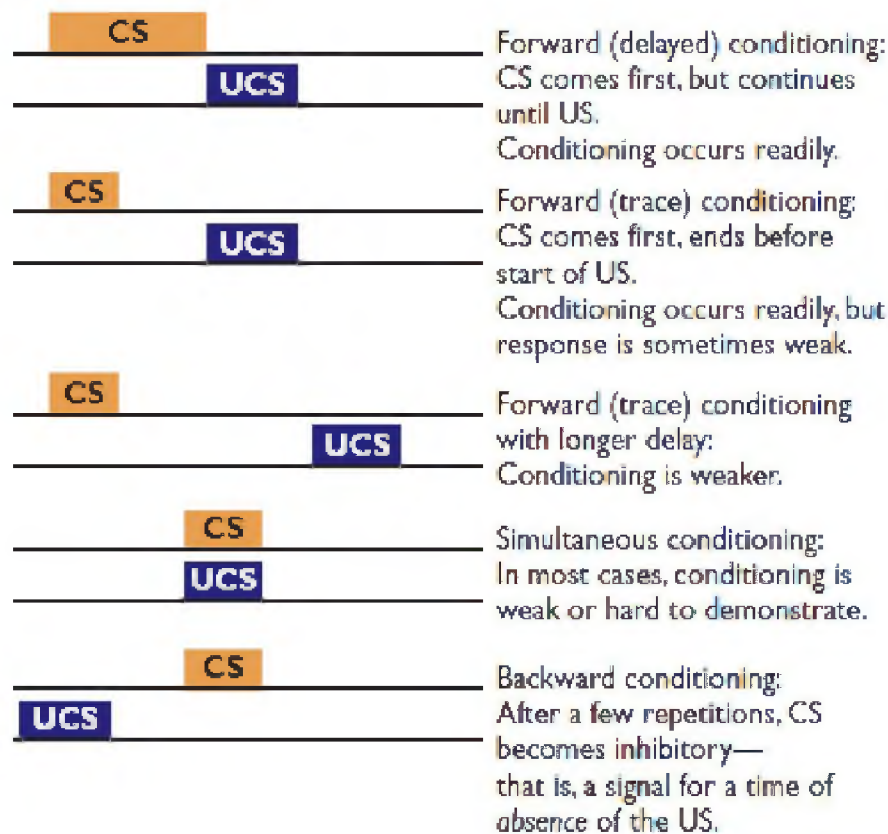 CS
UCS
Forward (delayed) conditioning:
CS comes first, but continues
until US.
Conditioning occurs readily.
CS
UCS
Forward (trace) conditioning:
CS comes first, ends before
start of US.
Conditioning occurs readily, but
response is sometimes weak.
CS
UCS
Forward (trace) conditioning
with longer delay:
Conditioning is weaker.
CS
UCS
Simultaneous conditioning:
In most cases, conditioning is
weak or hard to demonstrate.
CS
UCS
Backward conditioning:
After a few repetitions, CS
becomes inhibitory—
that is, a signal for a time of
absence of the US.